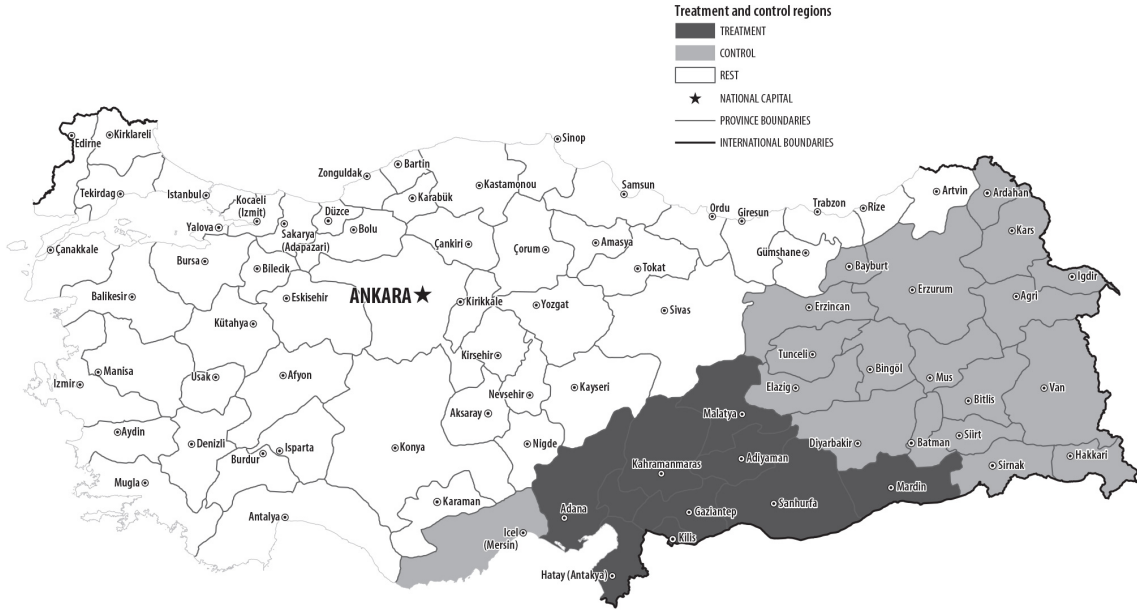 Treatment and control regions
TREATMENT
CONTROL
REST
NATIONAL CAPITAL
PROVINCE BOUNDARIES
INTERNATIONAL BOUNDARIES
Edirne
Kirklareli
Tekirdag
Istanbul
Kocaeli
(Izmit)
Yalova
Sakarya
(Adapazari)
Düzce
Bolu
Zonguldak
Bartin
Karabük
Kastamonou
Sinop
Samsun
Ordu
Giresun
Trabzon
Rize
Artvin
Ardahan
Kars
Igdir
Agri
Erzurum
Bayburt
Gümshane
Erzincan
Çanakkale
Bursa
Bilecik
Balikesir
Eskisehir
Kütahya
ANKARA
Çankiri
Çorum
Amasya
Tokat
Kirikkale
Yozgat
Sivas
Kirsehir
Nevsehir
Kayseri
Aksaray
Nigde
Izmir
Manisa
Usak
Afyon
Aydin
Denizli
Isparta
Burdur
Konya
Mugla
Antalya
Karaman
Icel
(Mersin)
Tunceli
Elazig
Bingöl
Mus
Bitlis
Van
Malatya
Diyarbakir
Batman
Siirt
Sirnak
Hakkari
Kahramanmaras
Adiyaman
Mardin
Adana
Gaziantep
Sanhurfa
Kilis
Hatay (Antakya)